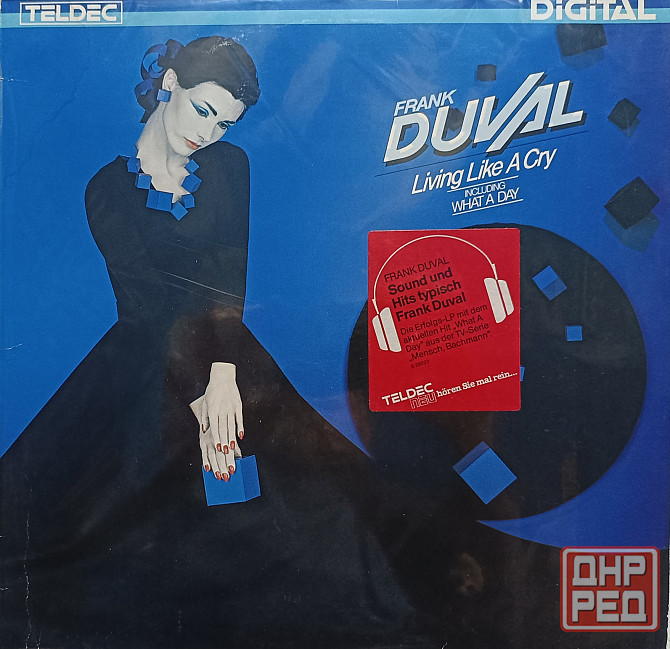 TELDEC
DiGiTAL
FRANK
DUVAL
Living Like A Cry
INCLUDING
WHAT A DAY
FRANK DUVAL
Sound und
Hits typisch
Frank Duval
Die Erfolgs-LP mit dem
aktuellen Hit „What A
Day" aus der TV-Serie
„Mensch, Bachmann".
TELDEC
neu hören Sie mal rein...
ДНР
РЕД